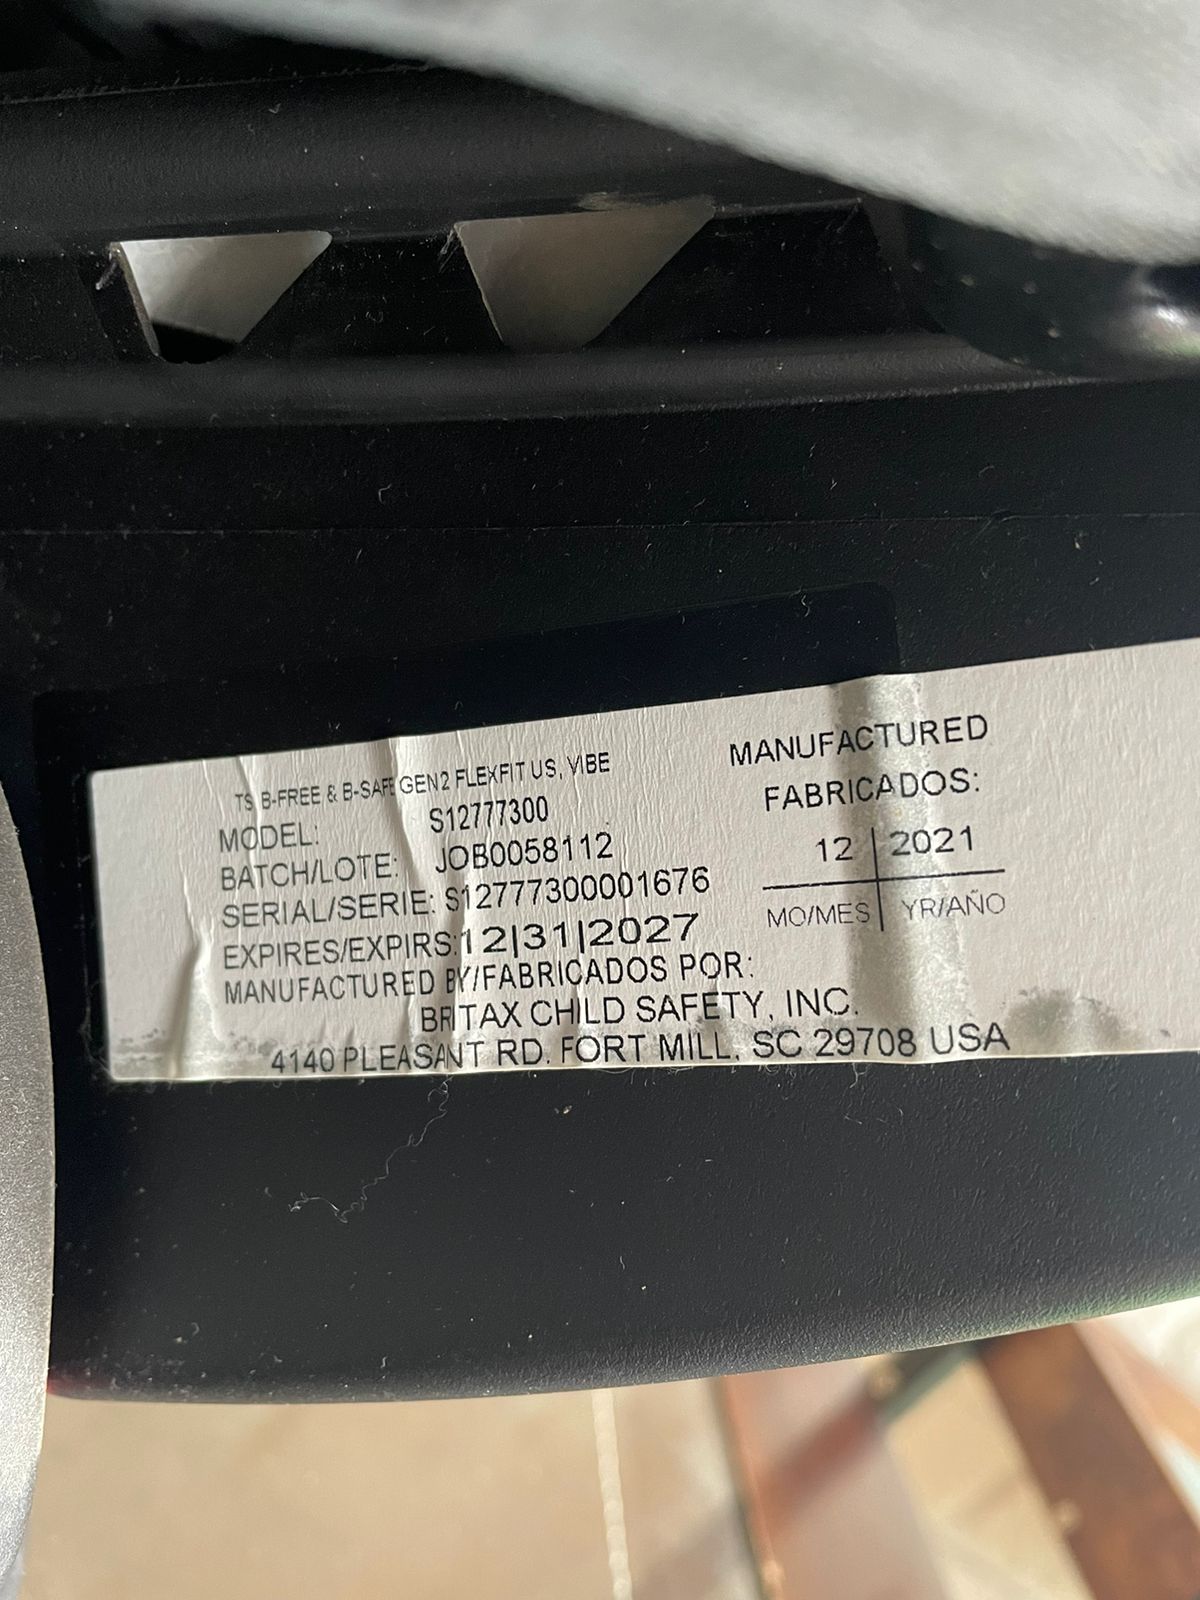 TS, B-FREE & B-SAFE GEN2 FLEXFIT US, VIBE
MODEL: S12777300
BATCH/LOTE: JOB0058112
SERIAL/SERIE: S12777300001676
EXPIRES/EXPIRS: 12|31|2027
MANUFACTURED BY/FABRICADOS POR:
BRITAX CHILD SAFETY, INC.
4140 PLEASANT RD. FORT MILL, SC 29708 USA
MANUFACTURED
FABRICADOS:
12 | 2021
MO/MES | YR/AÑO